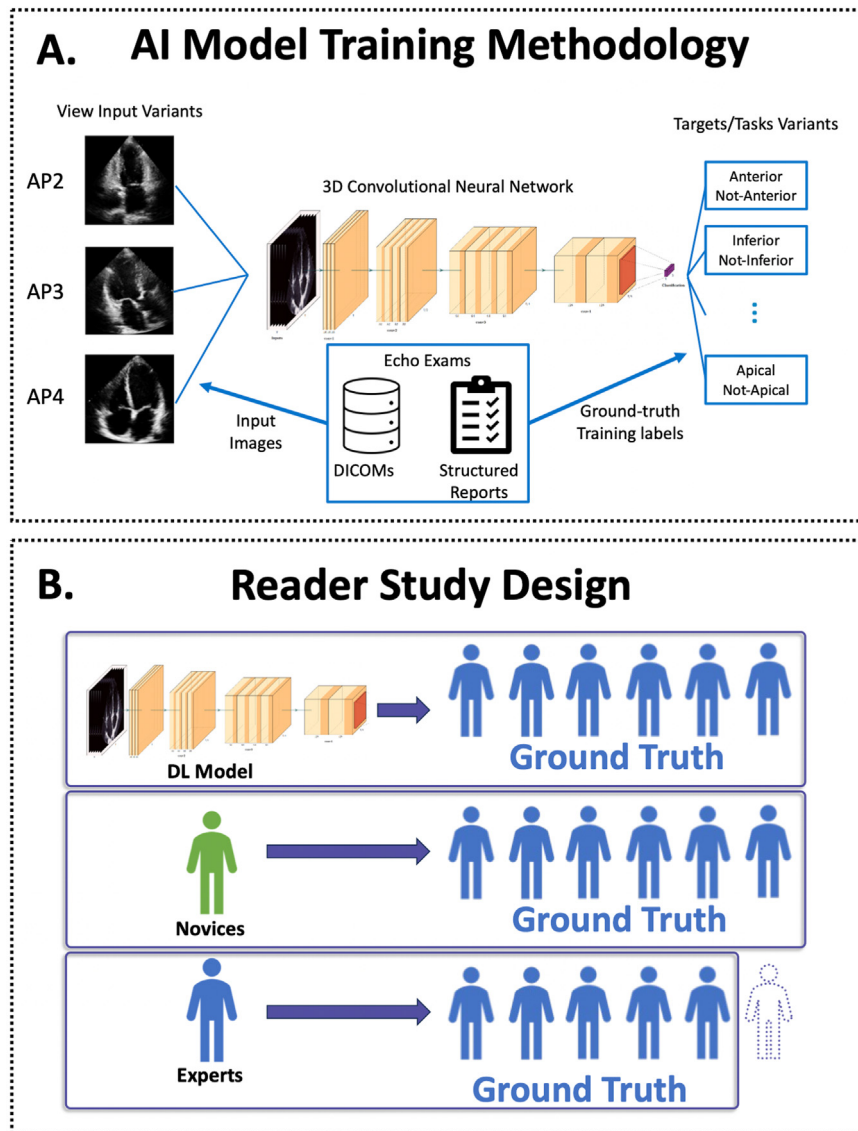 A. AI Model Training Methodology
View Input Variants
Targets/Tasks Variants
AP2
3D Convolutional Neural Network
Anterior
Not-Anterior
AP3
Inferior
Not-Inferior
Classification
AP4
Echo Exams
Apical
Not-Apical
Input
Images
Ground-truth
Training labels
DICOMs
Structured
Reports
B. Reader Study Design
DL Model
Ground Truth
Novices
Ground Truth
Experts
Ground Truth